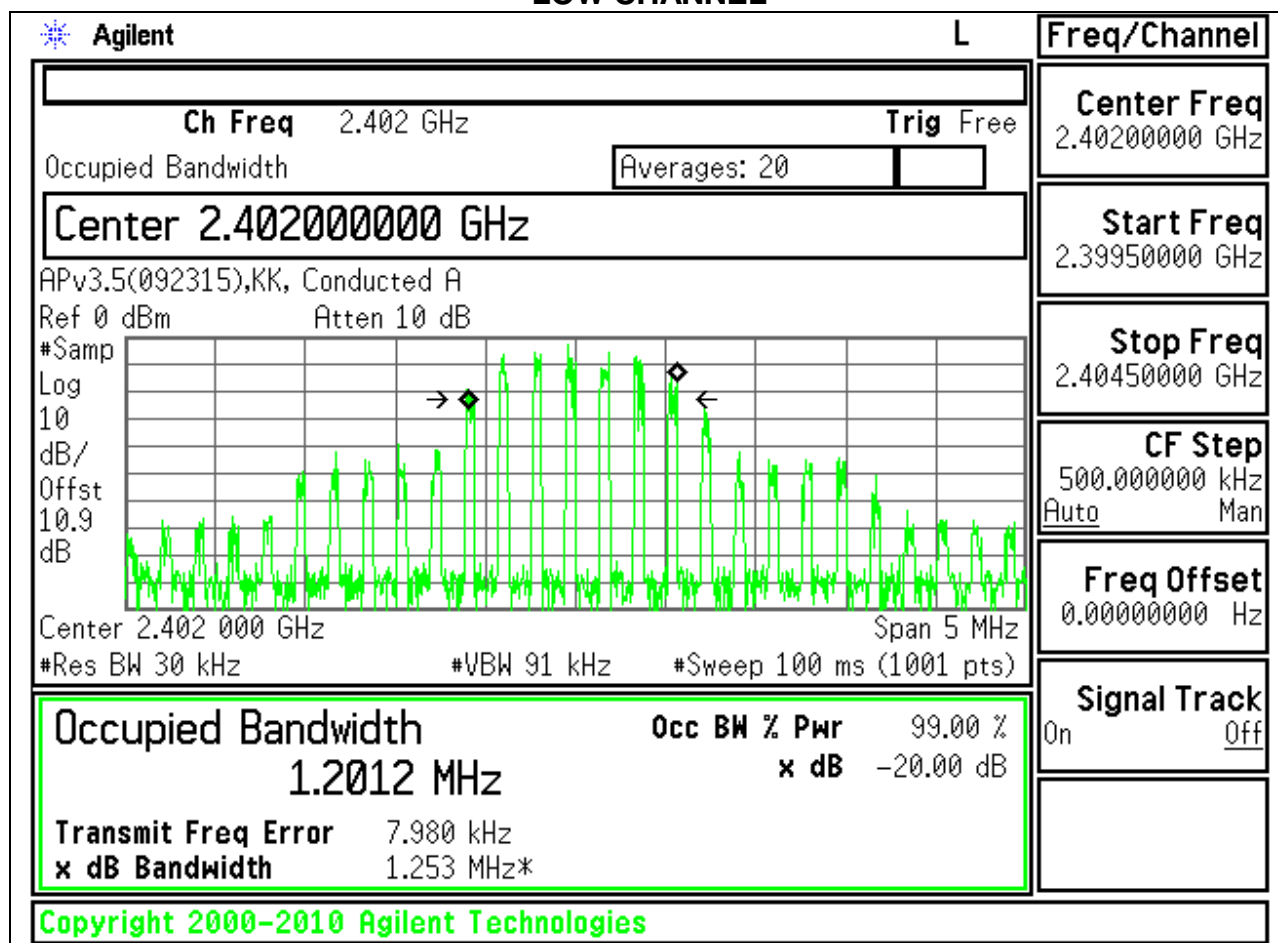 LOW CHANNEL
Agilent L
Ch Freq 2.402 GHz Trig Free
Occupied Bandwidth Averages: 20
Center 2.402000000 GHz
APv3.5(092315),KK, Conducted A
Ref 0 dBm Atten 10 dB
#Samp
Log
10
dB/
Offst
10.9
dB
Center 2.402 000 GHz Span 5 MHz
#Res BW 30 kHz #VBW 91 kHz #Sweep 100 ms (1001 pts)
Occupied Bandwidth Occ BW % Pwr 99.00 %
1.2012 MHz x dB -20.00 dB
Transmit Freq Error 7.980 kHz
x dB Bandwidth 1.253 MHz*
Copyright 2000-2010 Agilent Technologies
Freq/Channel
Center Freq
2.40200000 GHz
Start Freq
2.39950000 GHz
Stop Freq
2.40450000 GHz
CF Step
500.000000 kHz
Auto Man
Freq Offset
0.00000000 Hz
Signal Track
On Off